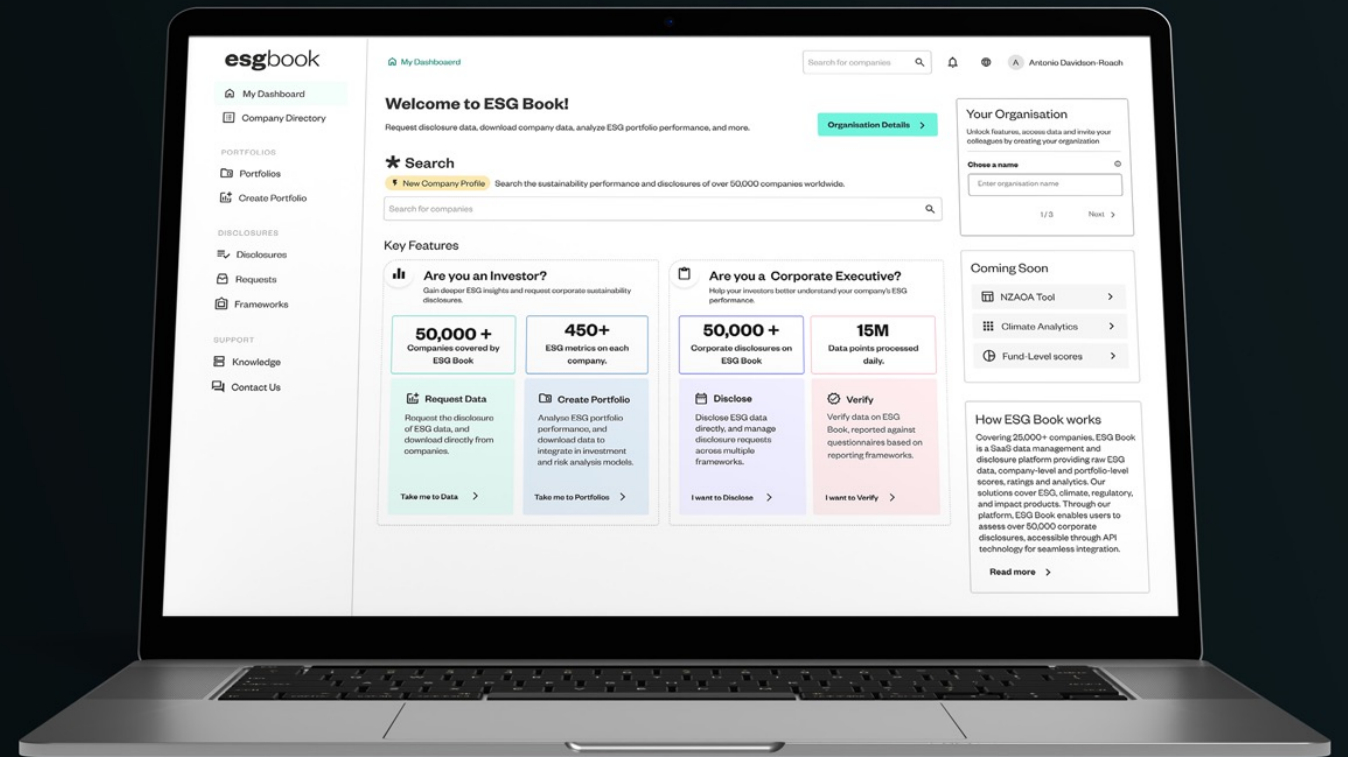 esgbook
My Dashboard
Company Directory
PORTFOLIOS
Portfolios
Create Portfolio
DISCLOSURES
Disclosures
Requests
Frameworks
SUPPORT
Knowledge
Contact Us
My Dashboaerd
Search for companies
A Antonio Davidson-Roach
Welcome to ESG Book!
Request disclosure data, download company data, analyze ESG portfolio performance, and more.
Organisation Details
Search
New Company Profile Search the sustainability performance and disclosures of over 50,000 companies worldwide.
Search for companies
Key Features
Are you an Investor?
Gain deeper ESG insights and request corporate sustainability
disclosures.
50,000 +
Companies covered by
ESG Book
450+
ESG metrics on each
company.
Request Data
Request the disclosure
of ESG data, and
download directly from
companies.
Take me to Data
Create Portfolio
Analyse ESG portfolio
performance, and
download data to
integrate in investment
and risk analysis models.
Take me to Portfolios
Are you a Corporate Executive?
Help your investors better understand your company's ESG
performance.
50,000 +
Corporate disclosures on
ESG Book
15M
Data points processed
daily.
Disclose
Disclose ESG data
directly, and manage
disclosure requests
across multiple
frameworks.
I want to Disclose
Verify
Verify data on ESG
Book, reported against
questionnaires based on
reporting frameworks.
I want to Verify
Your Organisation
Unlock features, access data and invite your
colleagues by creating your organization
Chose a name
Enter organisation name
1/3 Next
Coming Soon
NZAOA Tool
Climate Analytics
Fund-Level scores
How ESG Book works
Covering 25,000+ companies, ESG Book
is a SaaS data management and
disclosure platform providing raw ESG
data, company-level and portfolio-level
scores, ratings and analytics. Our
solutions cover ESG, climate, regulatory,
and impact products. Through our
platform, ESG Book enables users to
assess over 50,000 corporate
disclosures, accessible through API
technology for seamless integration.
Read more